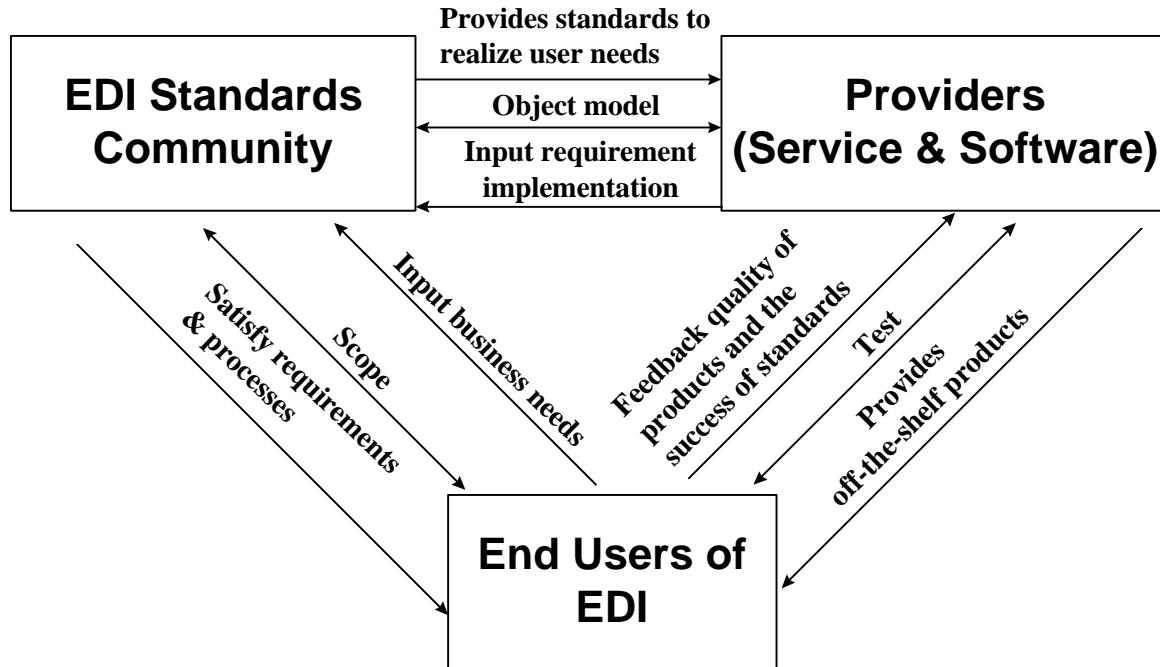 Provides standards to
realize user needs
EDI Standards
Community
Object model
Input requirement
implementation
Providers
(Service & Software)
Satisfy requirements
& processes
Scope
Input business needs
Feedback quality of
products and the
success of standards
Test
Provides
off-the-shelf products
End Users of
EDI